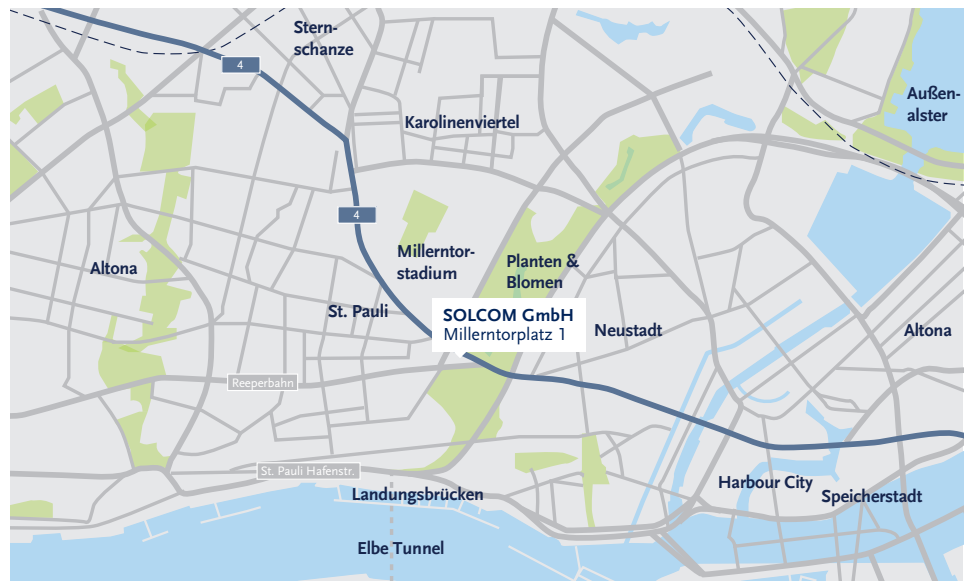 Stern-
schanze
4
Außen-
alster
Karolinenviertel
4
Millerntor-
stadium
Planten &
Blomen
Altona
St. Pauli
SOLCOM GmbH
Millerntorplatz 1
Neustadt
Altona
Reeperbahn
St. Pauli Hafenstr.
Landungsbrücken
Harbour City
Speicherstadt
Elbe Tunnel